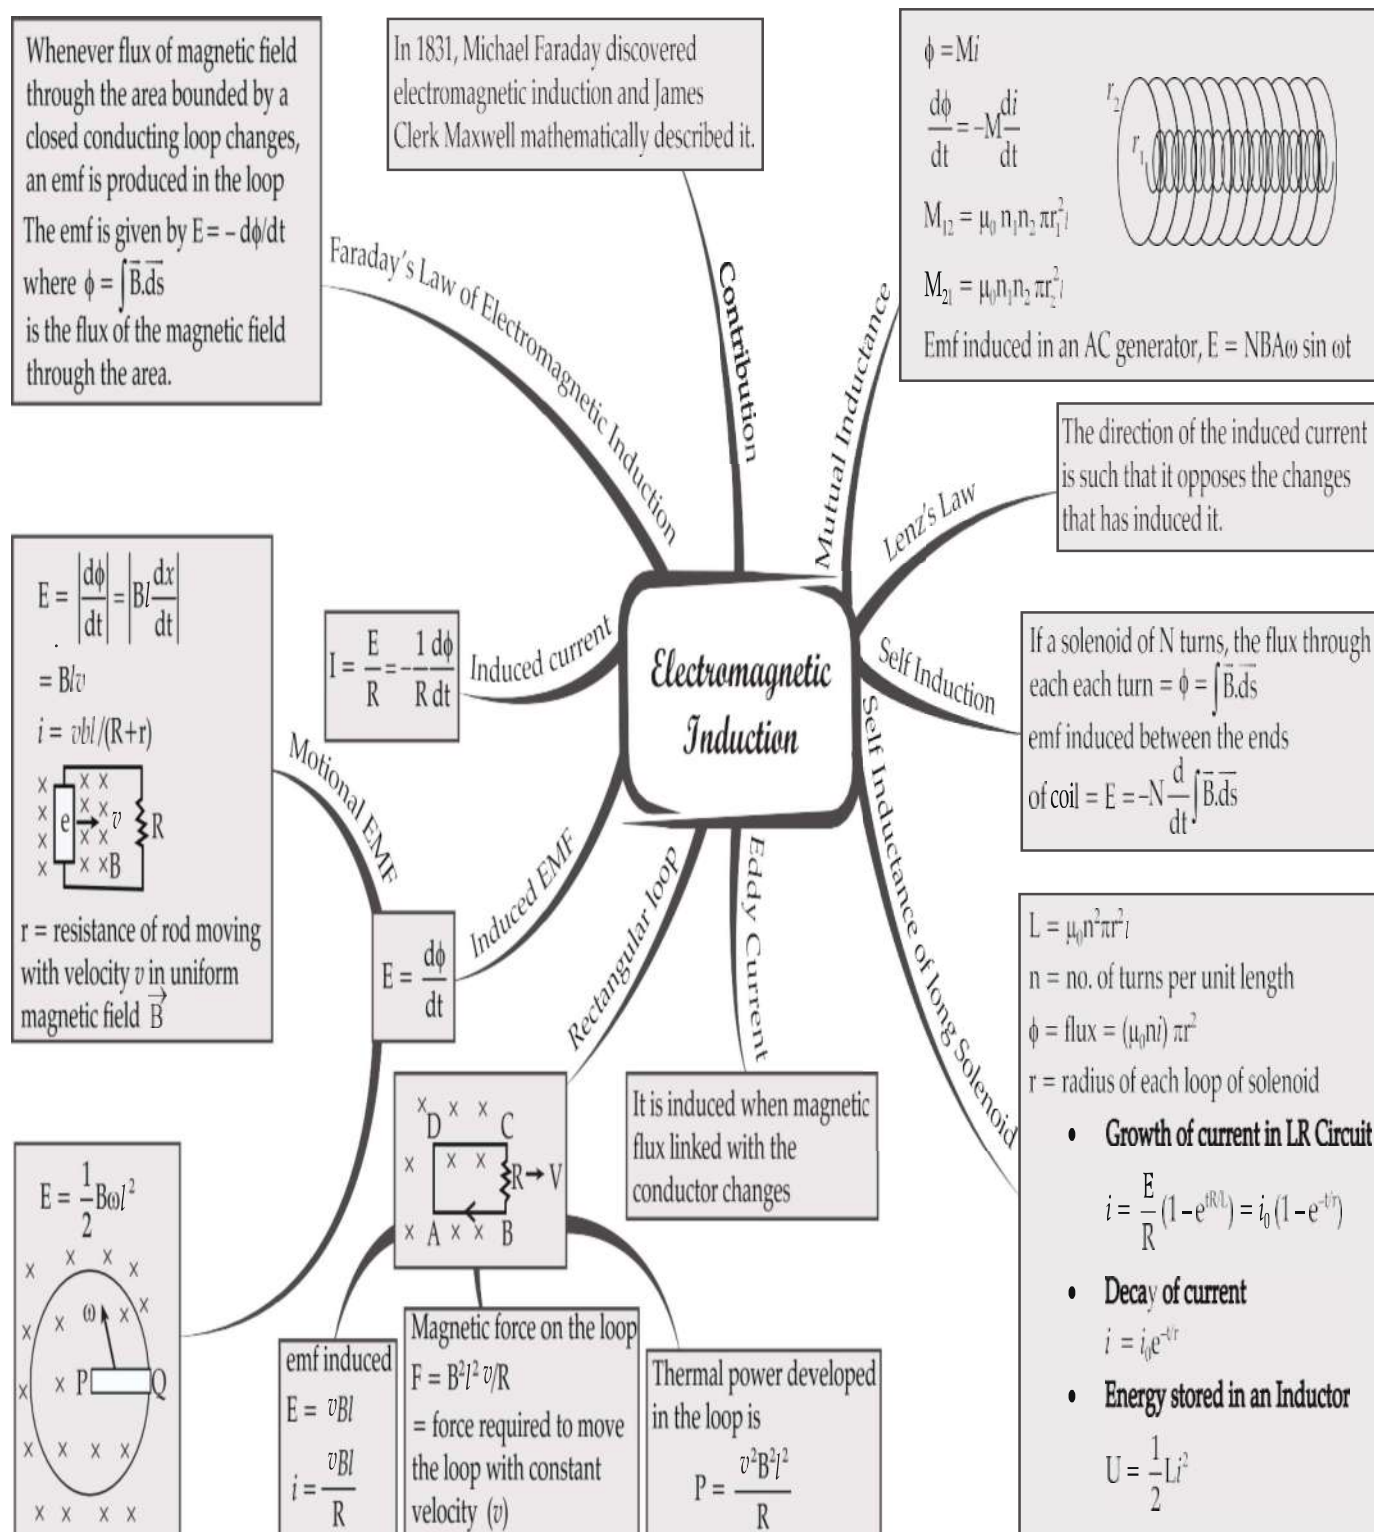 Whenever flux of magnetic field
through the area bounded by a
closed conducting loop changes,
an emf is produced in the loop
The emf is given by E = – dϕ/dt
where ϕ = ∫B⃗.ds⃗
is the flux of the magnetic field
through the area.
Faraday's Law of Electromagnetic Induction
In 1831, Michael Faraday discovered
electromagnetic induction and James
Clerk Maxwell mathematically described it.
Contribution
ϕ = Mi
dϕ/dt = –M di/dt
M₁₂ = μ₀ n₁n₂ πr₁²l
M₂₁ = μ₀n₁n₂ πr₂²l
Emf induced in an AC generator, E = NBAω sin ωt
r₂
r₁
Mutual Inductance
The direction of the induced current
is such that it opposes the changes
that has induced it.
Lenz's Law
Electromagnetic
Induction
Self Induction
If a solenoid of N turns, the flux through
each each turn = ϕ = ∫B⃗.ds⃗
emf induced between the ends
of coil = E = –N d/dt ∫B⃗.ds⃗
Self Inductance of long Solenoid
L = μ₀n²πr²l
n = no. of turns per unit length
ϕ = flux = (μ₀ni) πr²
r = radius of each loop of solenoid
• Growth of current in LR Circuit
i = E/R (1 – e^(tR/L)) = i₀ (1 – e^(–t/r))
• Decay of current
i = i₀e^(–t/r)
• Energy stored in an Inductor
U = 1/2 Li²
Induced current
I = E/R = – 1/R dϕ/dt
Motional EMF
E = |dϕ/dt| = |Bl dx/dt|
= Blv
i = vbl/(R+r)
× × ×
×
× ×
e
v
R
× ×
× × B
r = resistance of rod moving
with velocity v in uniform
magnetic field B⃗
Induced EMF
E = dϕ/dt
E = 1/2 Bωl²
ω
P
Q
Rectangular loop
× × ×
D C
× × ×
R → V
× A × × B
Eddy Current
It is induced when magnetic
flux linked with the
conductor changes
emf induced
E = vBl
i = vBl/R
Magnetic force on the loop
F = B²l² v/R
= force required to move
the loop with constant
velocity (v)
Thermal power developed
in the loop is
P = v²B²l²/R